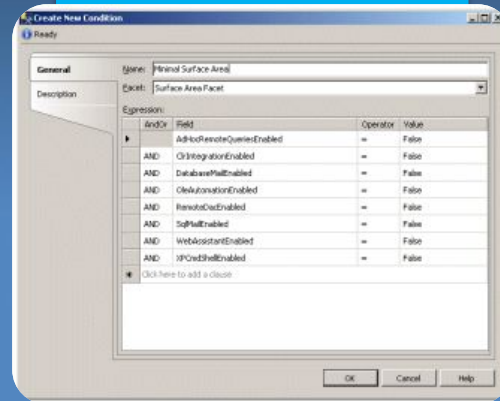 Create New Condition
Ready
General
Description
Name: Minimal Surface Area
Facet: Surface Area Facet
Expression:
AndOr Field Operator Value
AdHocRemoteQueriesEnabled = False
AND ClrIntegrationEnabled = False
AND DatabaseMailEnabled = False
AND OleAutomationEnabled = False
AND RemoteDacEnabled = False
AND SqlMailEnabled = False
AND WebAssistantEnabled = False
AND XPCmdShellEnabled = False
* Click here to add a clause
OK Cancel Help